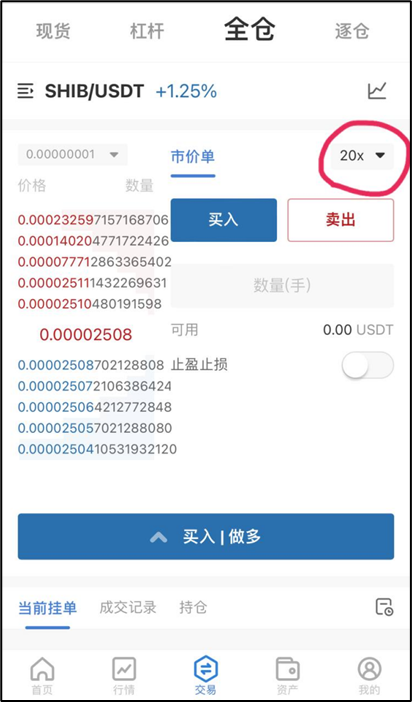 现货 杠杆 全仓 逐仓
SHIB/USDT +1.25%
0.00000001 市价单 20x
价格 数量
买入 卖出
0.00023259 7157168706
0.00014020 4771722426
0.00007771 2863365402
0.00002511 1432269631
0.00002510 480191598
数量(手)
0.00002508
可用 0.00 USDT
0.00002508 702128808
止盈止损
0.00002507 2106386424
0.00002506 4212772848
0.00002505 7021288080
0.00002504 10531932120
买入 | 做多
当前挂单 成交记录 持仓
首页 行情 交易 资产 我的